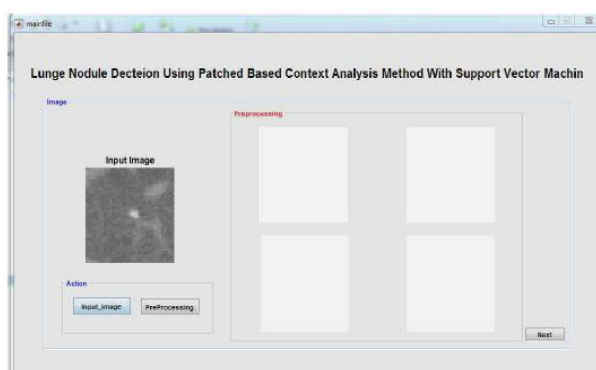 mainfile
Lunge Nodule Decteion Using Patched Based Context Analysis Method With Support Vector Machin
Image
Preprocessing
Input Image
Action
Input_image
PreProcessing
Next